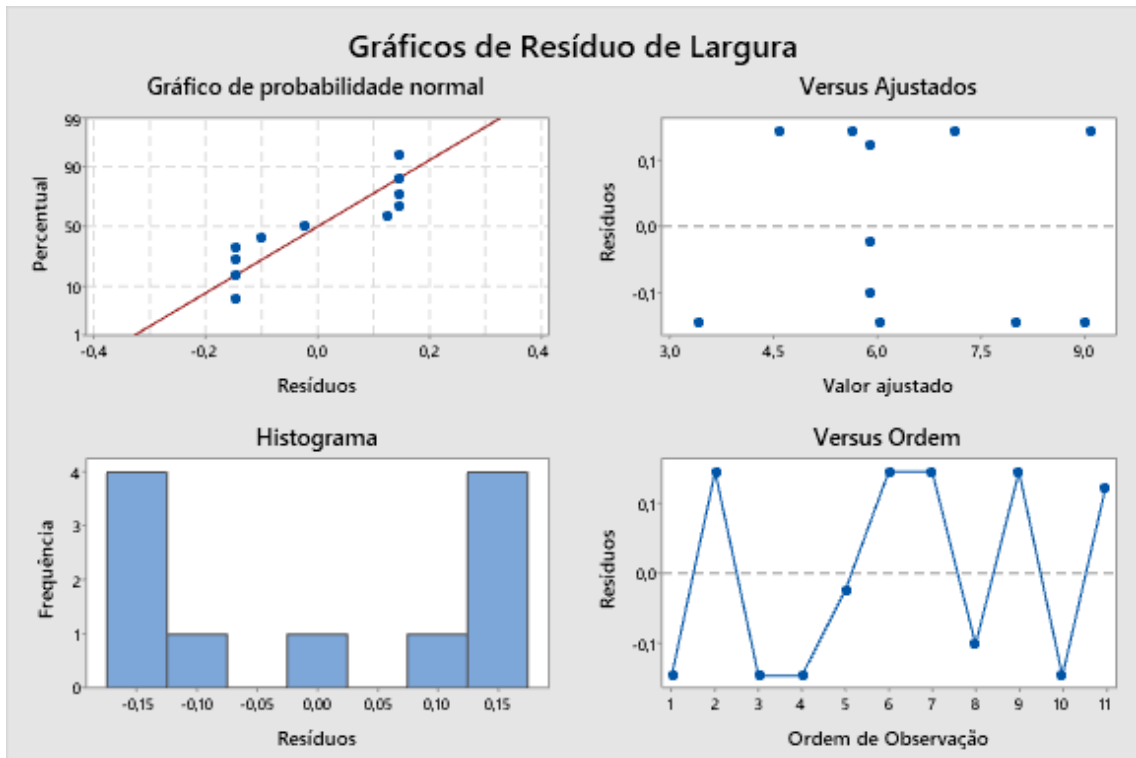 Gráficos de Resíduo de Largura
Gráfico de probabilidade normal
99
90
50
10
1
Percentual
-0,4 -0,2 0,0 0,2 0,4
Resíduos
Versus Ajustados
0,1
0,0
-0,1
Resíduos
3,0 4,5 6,0 7,5 9,0
Valor ajustado
Histograma
4
3
2
1
0
Frequência
-0,15 -0,10 -0,05 0,00 0,05 0,10 0,15
Resíduos
Versus Ordem
0,1
0,0
-0,1
Resíduos
1 2 3 4 5 6 7 8 9 10 11
Ordem de Observação